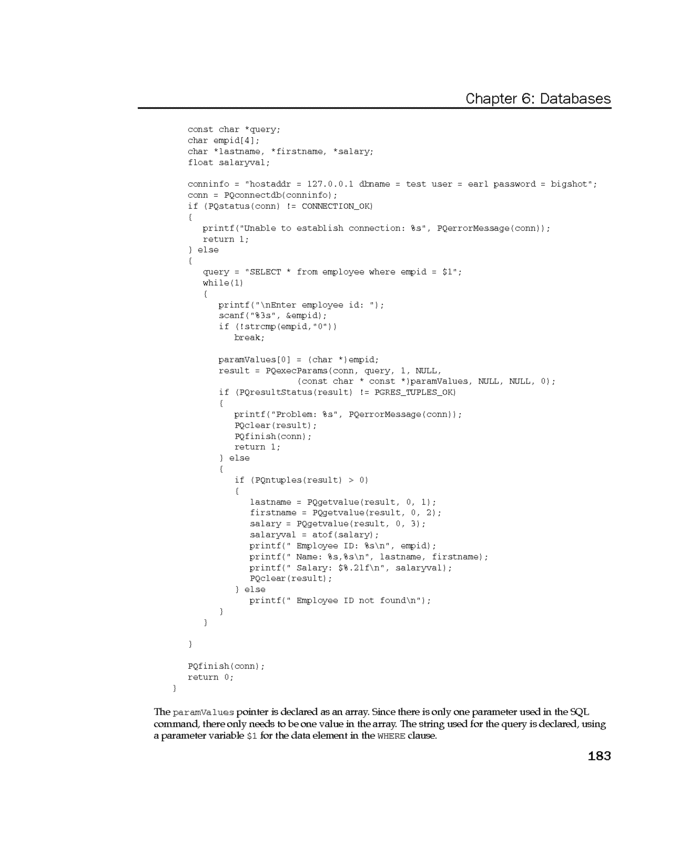 Chapter 6: Databases
const char *query;
char empid[4];
char *lastname, *firstname, *salary;
float salaryval;
conninfo = "hostaddr = 127.0.0.1 dbname = test user = earl password = bigshot";
conn = PQconnectdb(conninfo);
if (PQstatus(conn) != CONNECTION_OK)
{
printf("Unable to establish connection: %s", PQerrorMessage(conn));
return 1;
} else
{
query = "SELECT * from employee where empid = $1";
while(1)
{
printf("\nEnter employee id: ");
scanf("%3s", &empid);
if (!strcmp(empid,"0"))
break;
paramValues[0] = (char *)empid;
result = PQexecParams(conn, query, 1, NULL,
(const char * const *)paramValues, NULL, NULL, 0);
if (PQresultStatus(result) != PGRES_TUPLES_OK)
{
printf("Problem: %s", PQerrorMessage(conn));
PQclear(result);
PQfinish(conn);
return 1;
} else
{
if (PQntuples(result) > 0)
{
lastname = PQgetvalue(result, 0, 1);
firstname = PQgetvalue(result, 0, 2);
salary = PQgetvalue(result, 0, 3);
salaryval = atof(salary);
printf(" Employee ID: %s\n", empid);
printf(" Name: %s,%s\n", lastname, firstname);
printf(" Salary: $%.2lf\n", salaryval);
PQclear(result);
} else
printf(" Employee ID not found\n");
}
}
}
PQfinish(conn);
return 0;
}
The paramValues pointer is declared as an array. Since there is only one parameter used in the SQL
command, there only needs to be one value in the array. The string used for the query is declared, using
a parameter variable $1 for the data element in the WHERE clause.
183